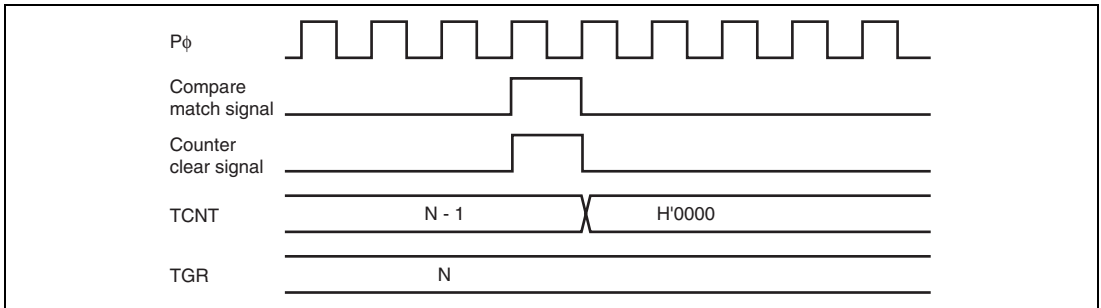 Pϕ
Compare
match signal
Counter
clear signal
TCNT
N - 1
H'0000
TGR
N